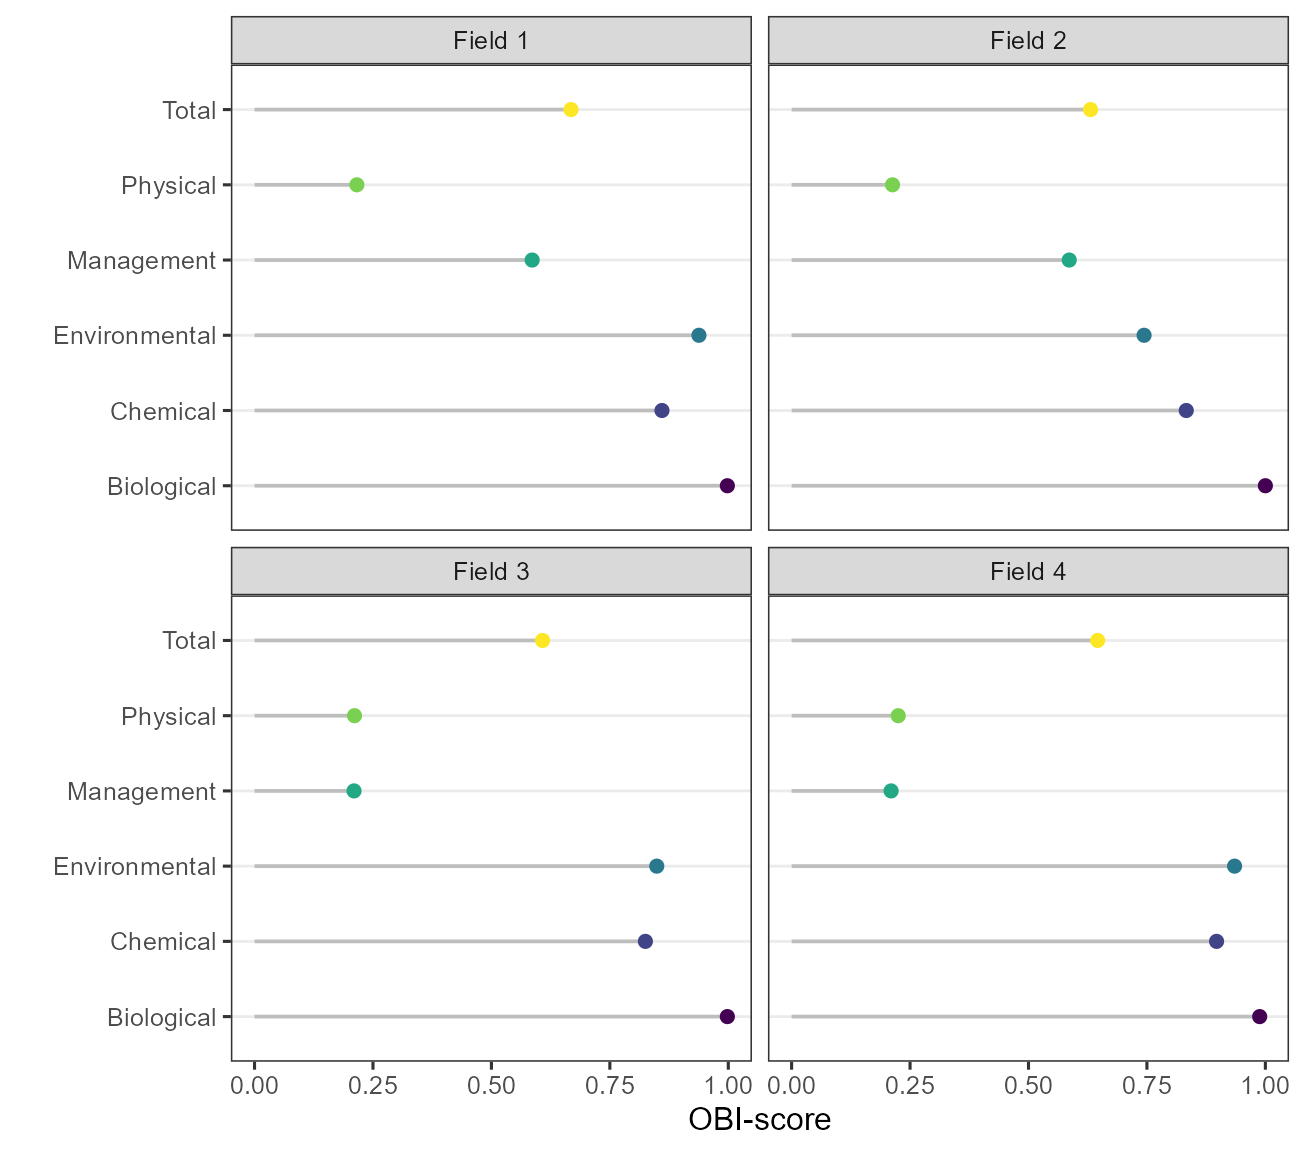 Field 1
Field 2
Total
Physical
Management
Environmental
Chemical
Biological
Field 3
Field 4
Total
Physical
Management
Environmental
Chemical
Biological
0.00 0.25 0.50 0.75 1.00 0.00 0.25 0.50 0.75 1.00
OBI-score